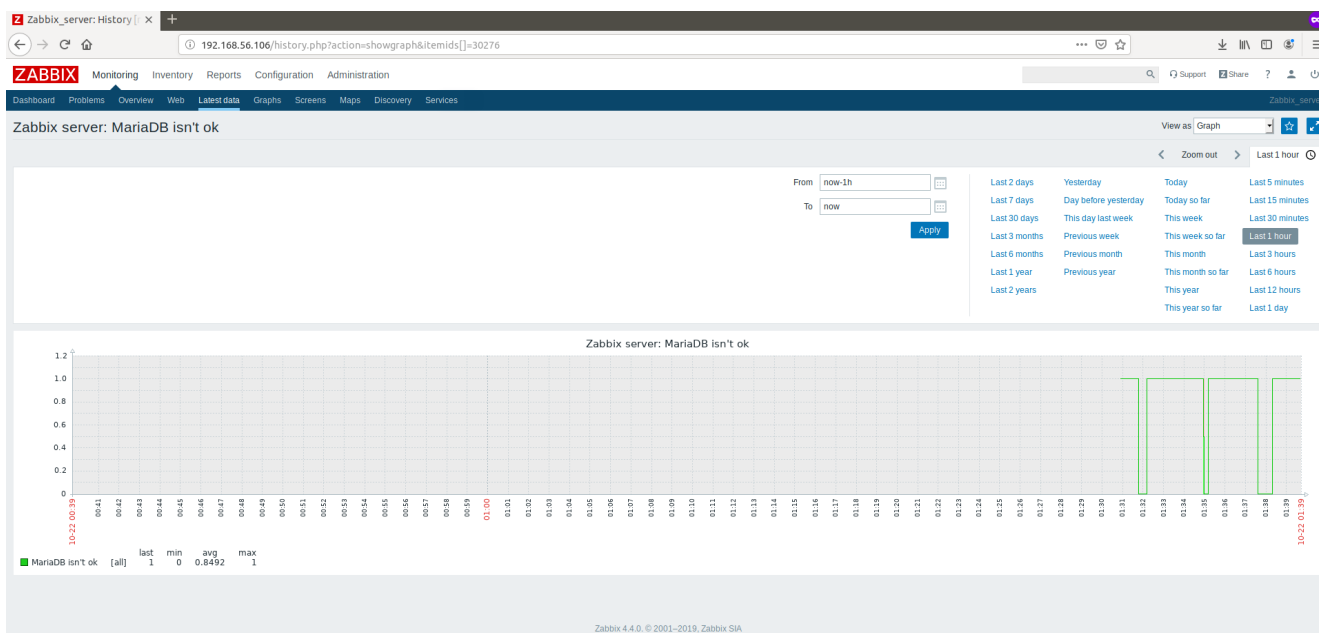 Z Zabbix_server: History [ × +
192.168.56.106/history.php?action=showgraph&itemids[]=30276
ZABBIX Monitoring Inventory Reports Configuration Administration Support Z Share ?
Dashboard Problems Overview Web Latest data Graphs Screens Maps Discovery Services Zabbix_serve
Zabbix server: MariaDB isn't ok View as Graph
Zoom out Last 1 hour
From now-1h Last 2 days Yesterday Today Last 5 minutes
To now Last 7 days Day before yesterday Today so far Last 15 minutes
Last 30 days This day last week This week Last 30 minutes
Apply Last 3 months Previous week This week so far Last 1 hour
Last 6 months Previous month This month Last 3 hours
Last 1 year Previous year This month so far Last 6 hours
Last 2 years This year Last 12 hours
This year so far Last 1 day
Zabbix server: MariaDB isn't ok
1.2
1.0
0.8
0.6
0.4
0.2
0
10-22 00:39 00:41 00:42 00:43 00:44 00:45 00:46 00:47 00:48 00:49 00:50 00:51 00:52 00:53 00:54 00:55 00:56 00:57 00:58 00:59 01:00 01:01 01:02 01:03 01:04 01:05 01:06 01:07 01:08 01:09 01:10 01:11 01:12 01:13 01:14 01:15 01:16 01:17 01:18 01:19 01:20 01:21 01:22 01:23 01:24 01:25 01:26 01:27 01:28 01:29 01:30 01:31 01:32 01:33 01:34 01:35 01:36 01:37 01:38 01:39 10-22 01:39
last min avg max
MariaDB isn't ok [all] 1 0 0.8492 1
Zabbix 4.4.0. © 2001–2019, Zabbix SIA